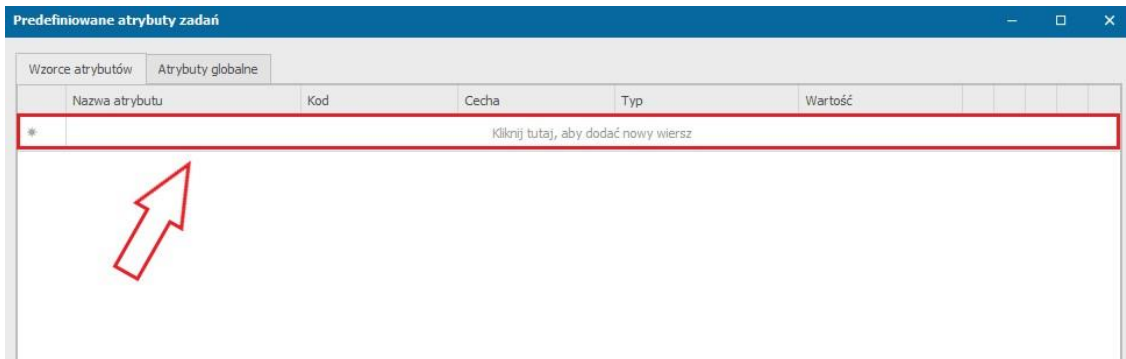 Predefiniowane atrybuty zadań
Wzorce atrybutów Atrybuty globalne
Nazwa atrybutu Kod Cecha Typ Wartość
Kliknij tutaj, aby dodać nowy wiersz